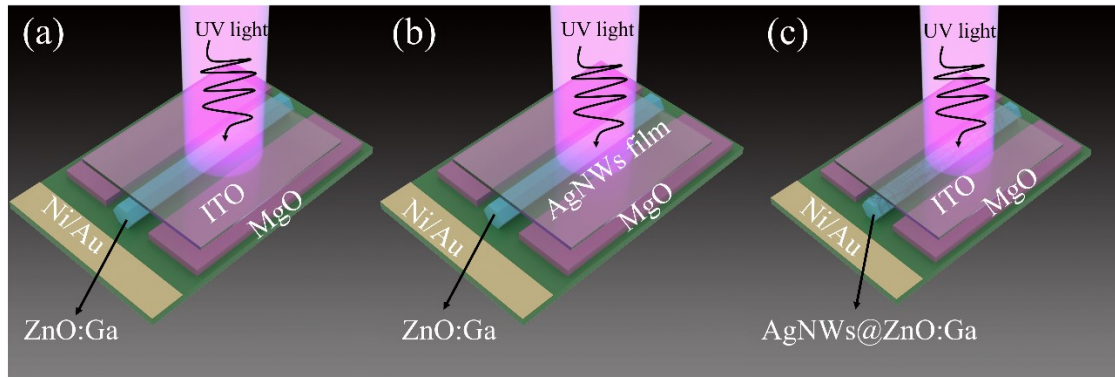 (a)
UV light
ITO
MgO
Ni/Au
ZnO:Ga
(b)
UV light
AgNWs film
MgO
Ni/Au
ZnO:Ga
(c)
UV light
ITO
MgO
Ni/Au
AgNWs@ZnO:Ga